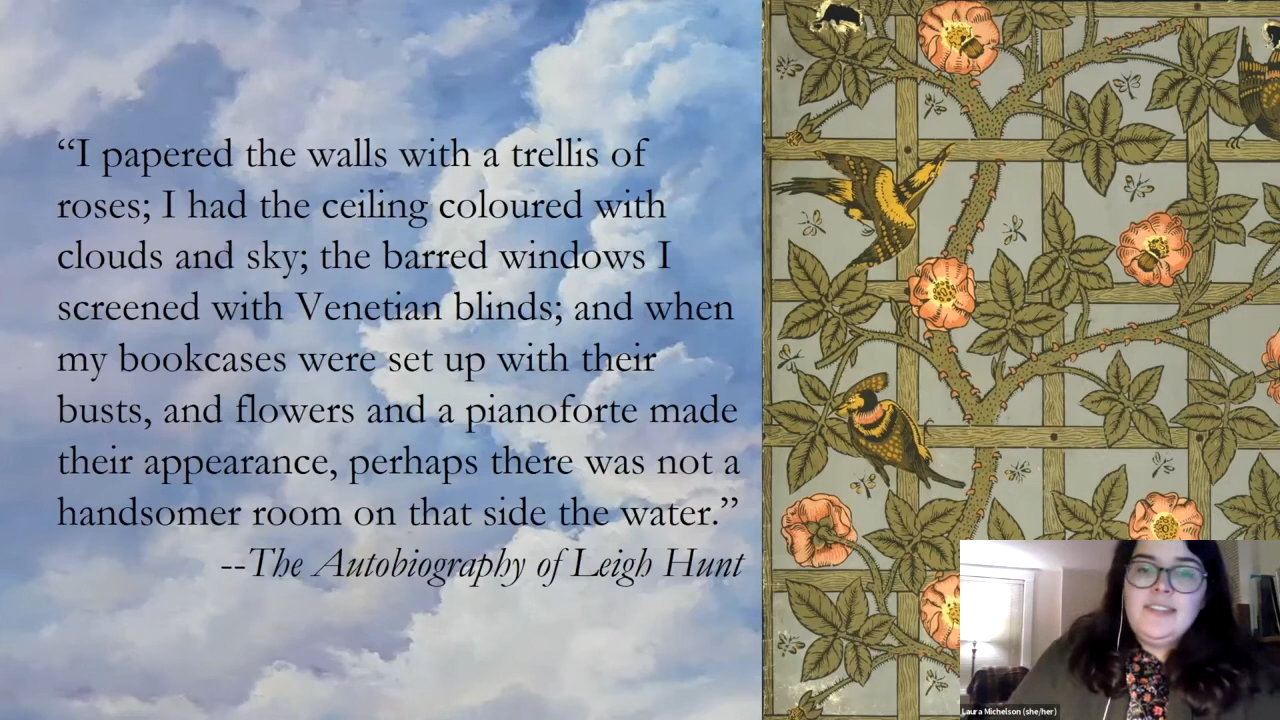 “I papered the walls with a trellis of
roses; I had the ceiling coloured with
clouds and sky; the barred windows I
screened with Venetian blinds; and when
my bookcases were set up with their
busts, and flowers and a pianoforte made
their appearance, perhaps there was not a
handsomer room on that side the water.”
--The Autobiography of Leigh Hunt
Laura Michelson (she/her)